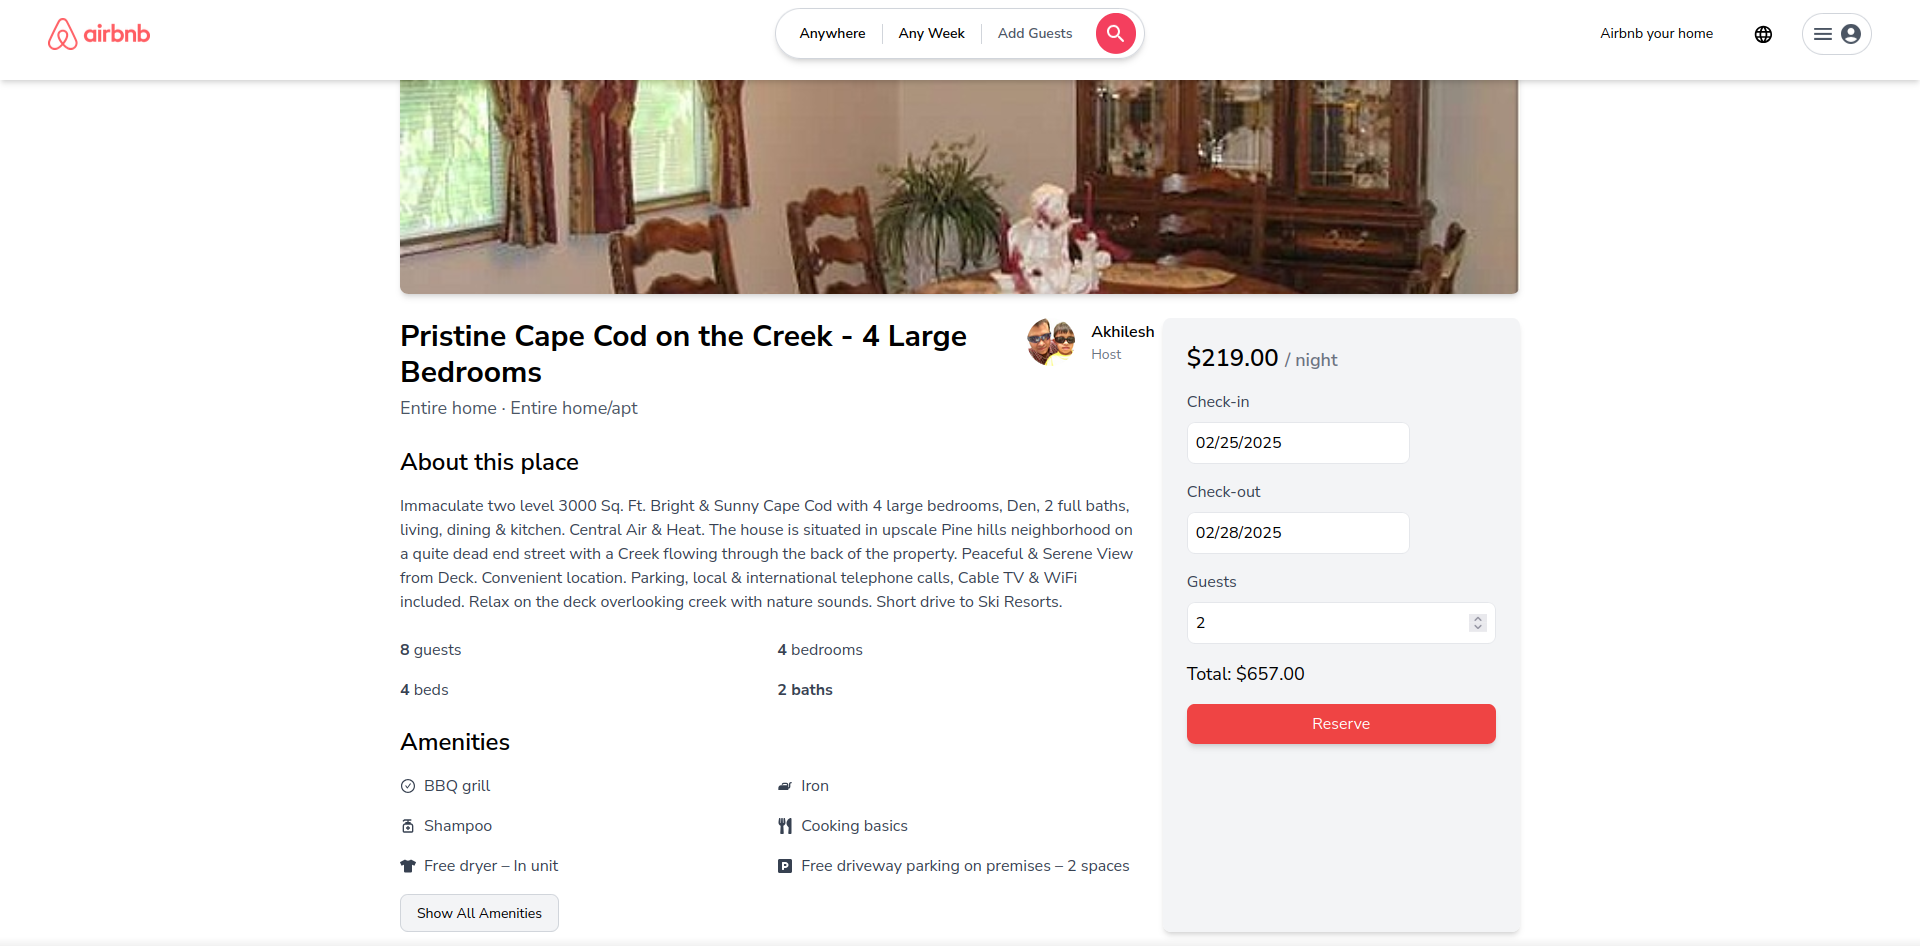 airbnb
Anywhere
Any Week
Add Guests
Airbnb your home
Pristine Cape Cod on the Creek - 4 Large
Bedrooms
Akhilesh
Host
Entire home · Entire home/apt
About this place
Immaculate two level 3000 Sq. Ft. Bright & Sunny Cape Cod with 4 large bedrooms, Den, 2 full baths,
living, dining & kitchen. Central Air & Heat. The house is situated in upscale Pine hills neighborhood on
a quite dead end street with a Creek flowing through the back of the property. Peaceful & Serene View
from Deck. Convenient location. Parking, local & international telephone calls, Cable TV & WiFi
included. Relax on the deck overlooking creek with nature sounds. Short drive to Ski Resorts.
8 guests
4 bedrooms
4 beds
2 baths
Amenities
BBQ grill
Iron
Shampoo
Cooking basics
Free dryer – In unit
Free driveway parking on premises – 2 spaces
Show All Amenities
$219.00 / night
Check-in
02/25/2025
Check-out
02/28/2025
Guests
2
Total: $657.00
Reserve